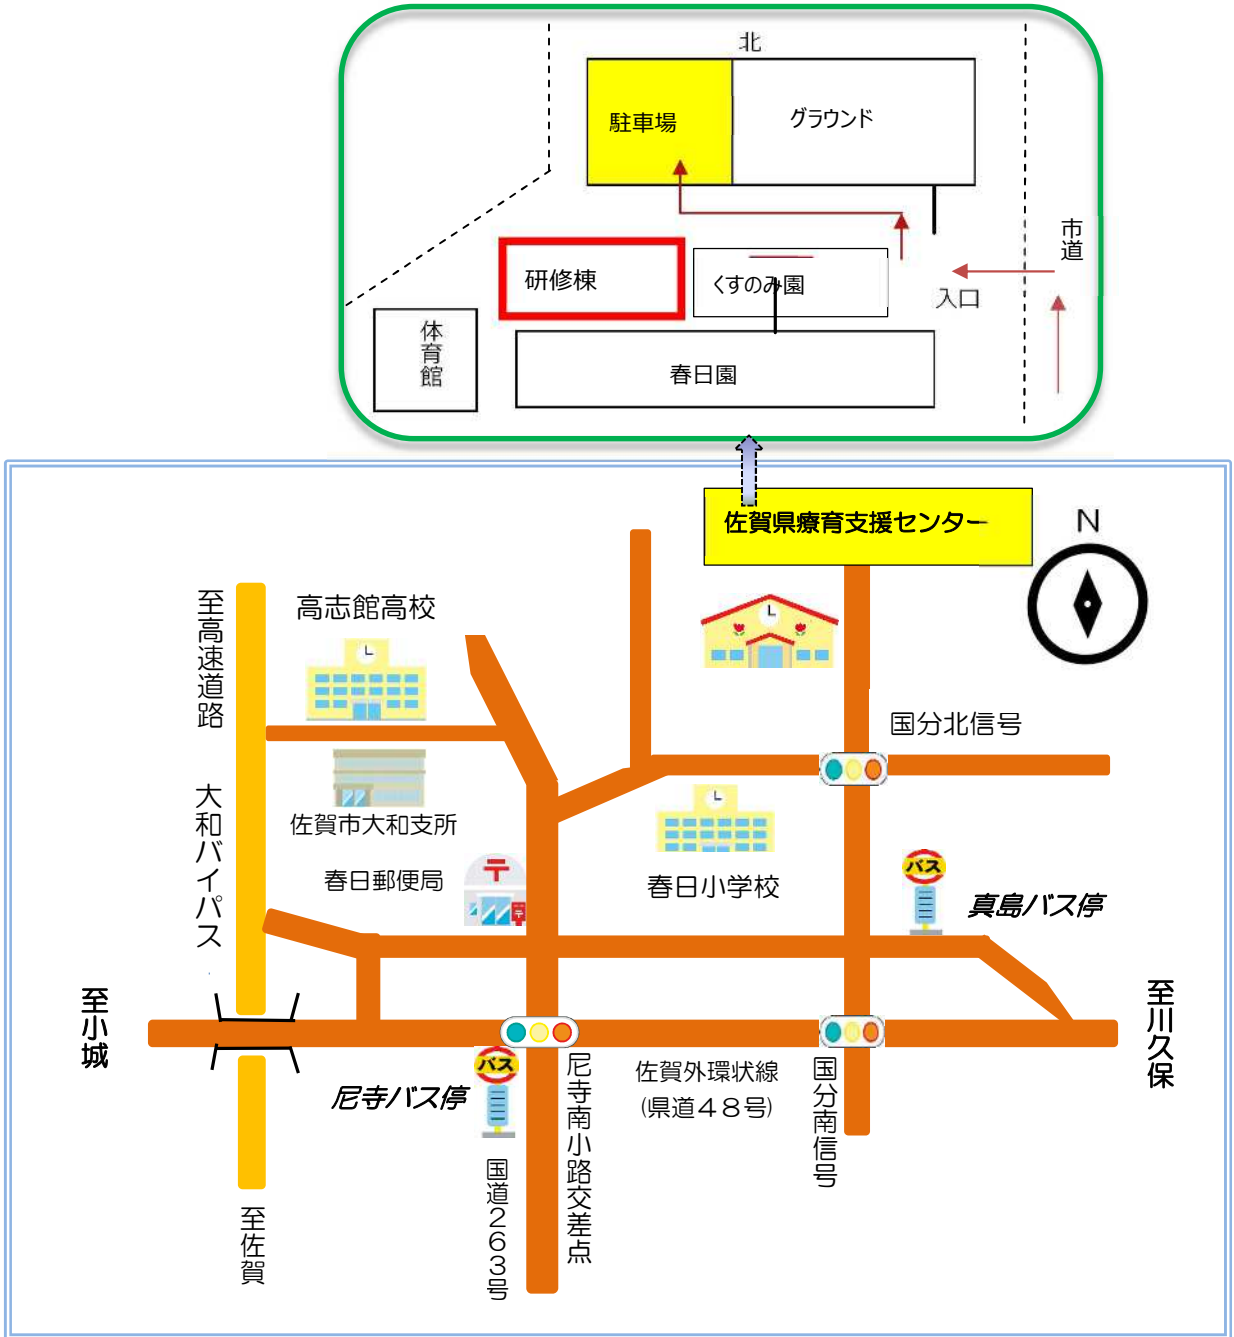 北
駐車場
グラウンド
市道
研修棟
くすのみ園
入口
体育館
春日園
佐賀県療育支援センター
N
至高速道路
高志館高校
国分北信号
大和バイパス
佐賀市大和支所
春日郵便局
春日小学校
バス
真島バス停
至小城
至川久保
バス
尼寺バス停
尼寺南小路交差点
佐賀外環状線
(県道４８号)
国分南信号
国道２６３号
至佐賀